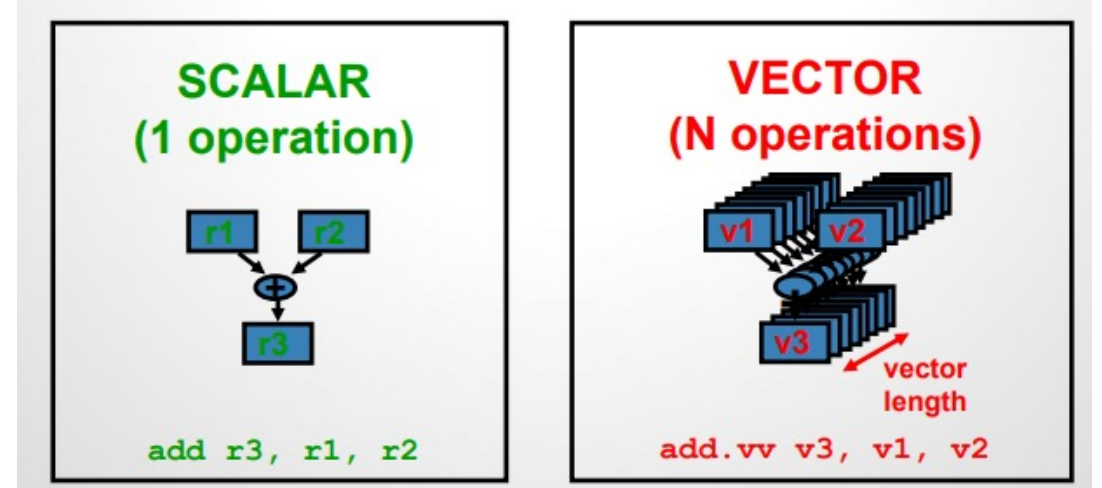 SCALAR
(1 operation)
r1
r2
+
r3
add r3, r1, r2
VECTOR
(N operations)
v1
v2
v3
vector
length
add.vv v3, v1, v2